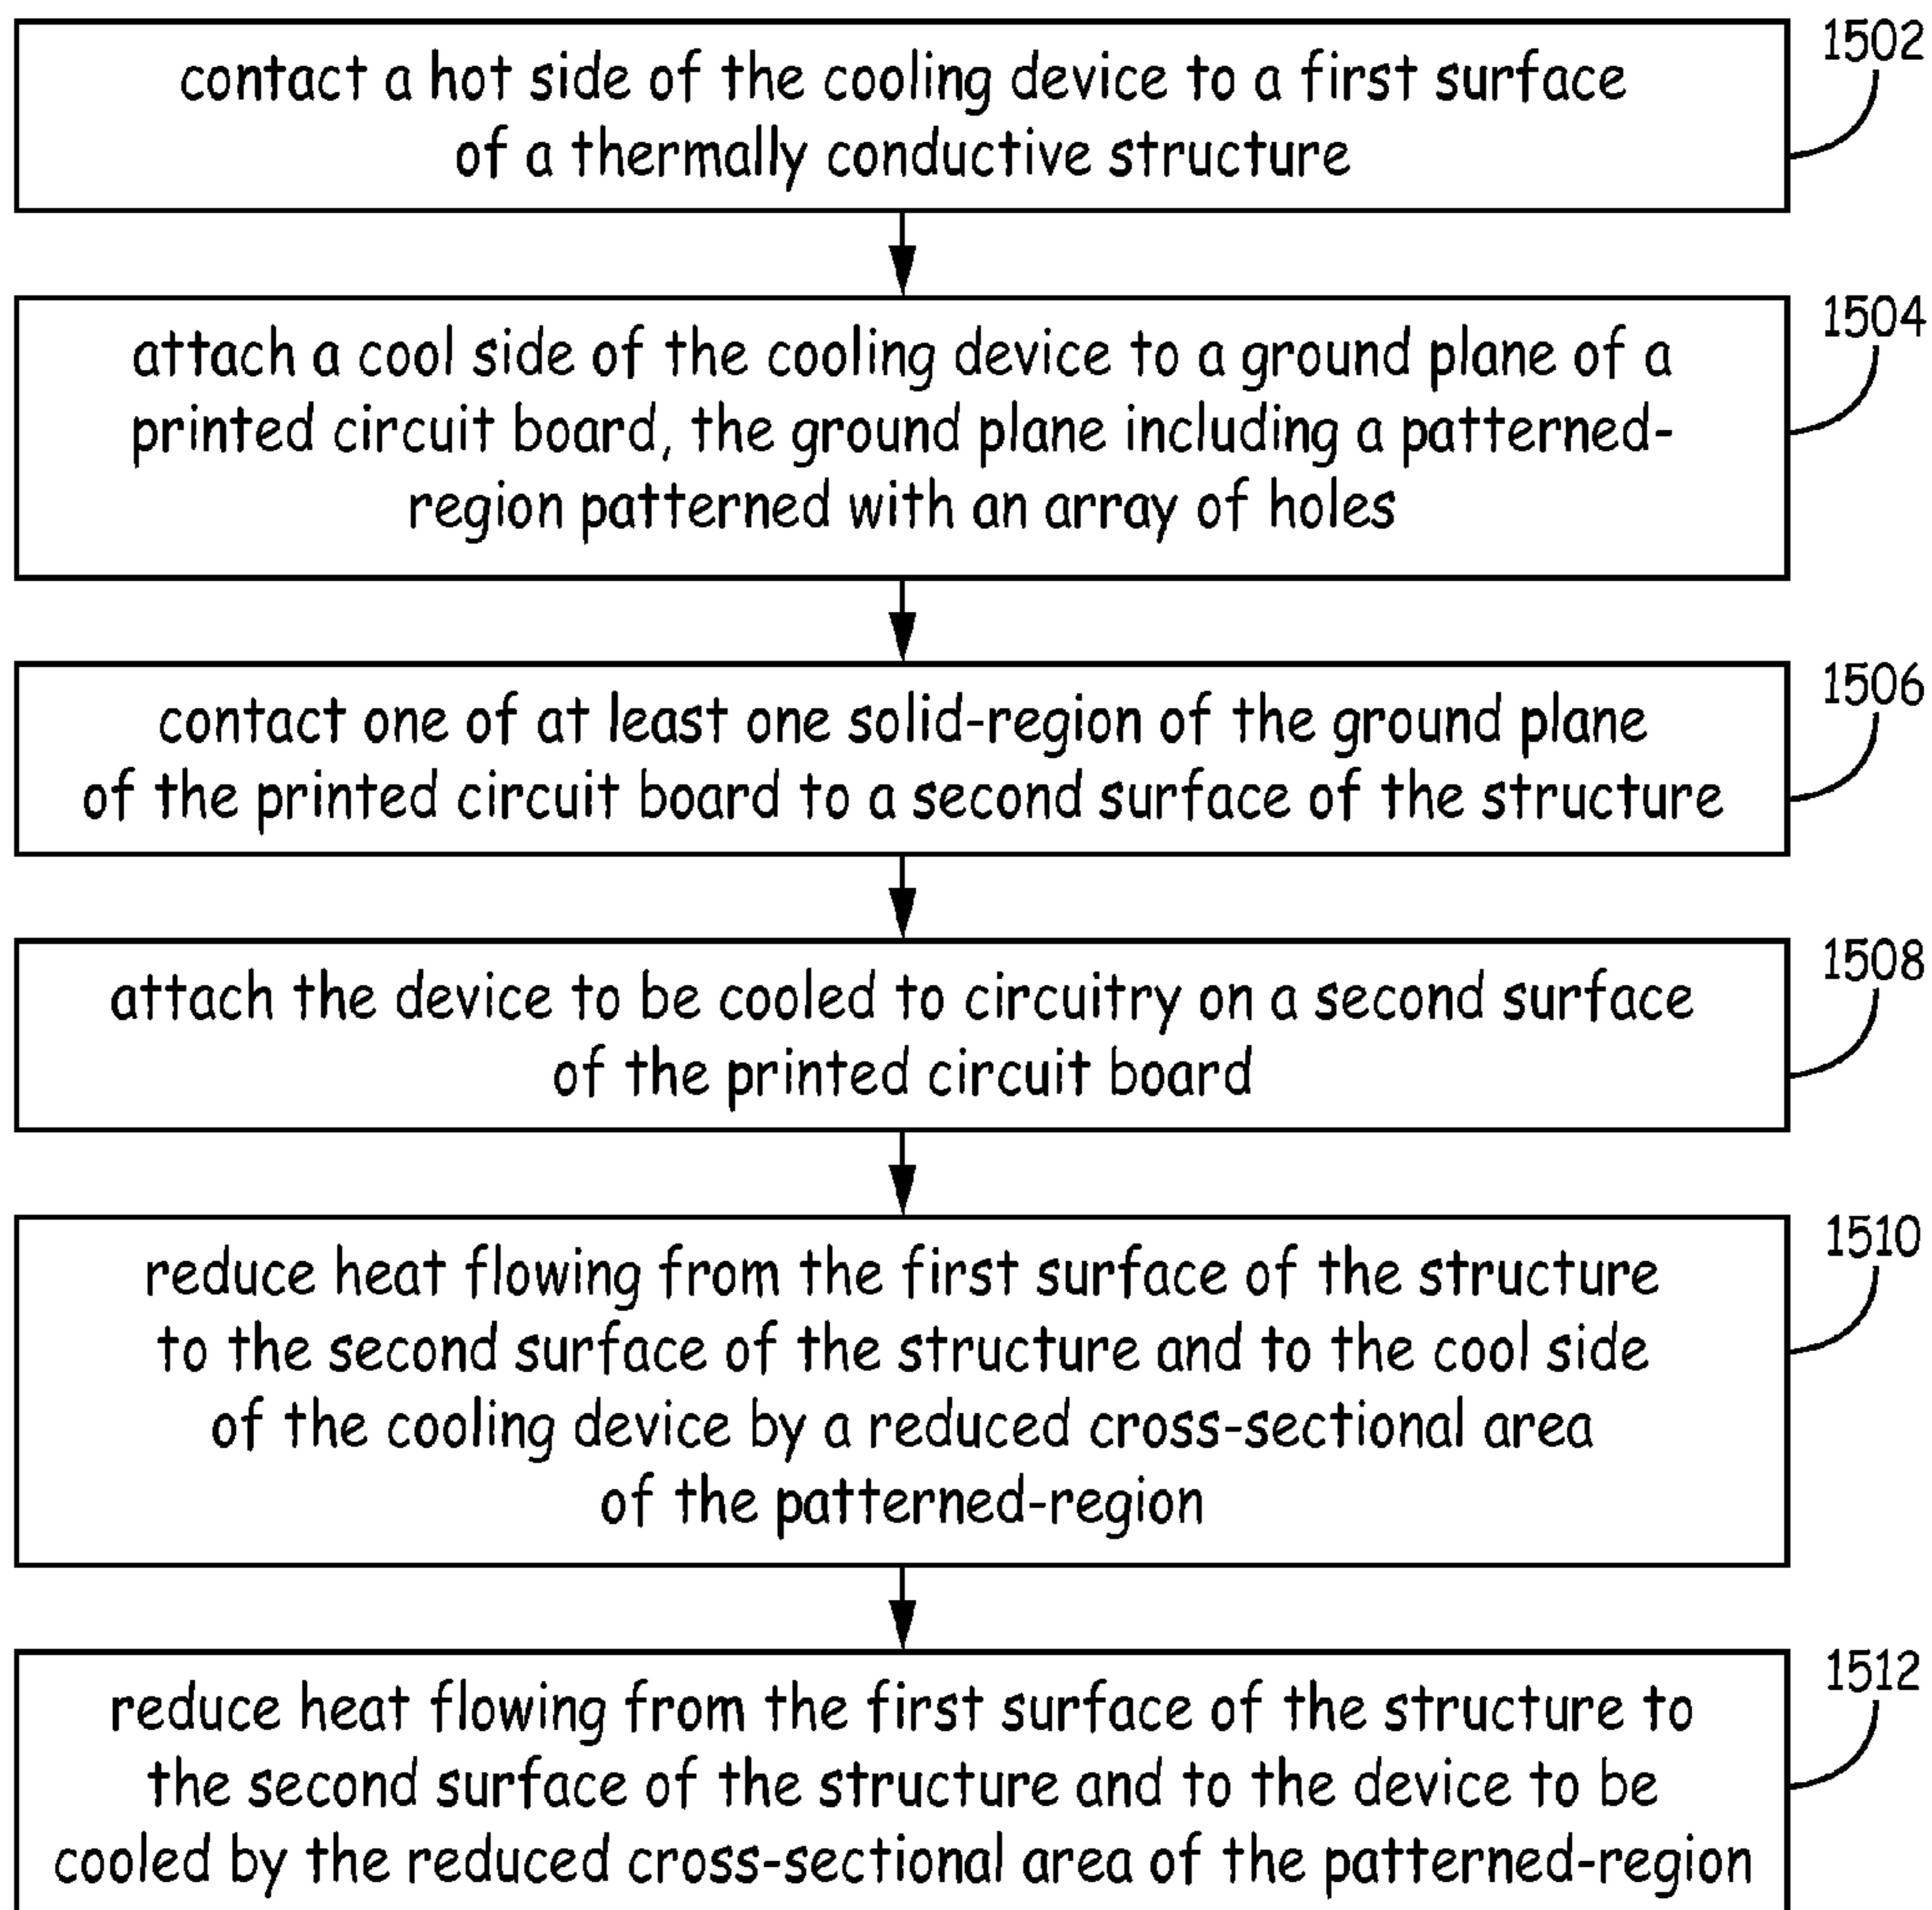 1502
contact a hot side of the cooling device to a first surface
of a thermally conductive structure
1504
attach a cool side of the cooling device to a ground plane of a
printed circuit board, the ground plane including a patterned-
region patterned with an array of holes
1506
contact one of at least one solid-region of the ground plane
of the printed circuit board to a second surface of the structure
1508
attach the device to be cooled to circuitry on a second surface
of the printed circuit board
1510
reduce heat flowing from the first surface of the structure
to the second surface of the structure and to the cool side
of the cooling device by a reduced cross-sectional area
of the patterned-region
1512
reduce heat flowing from the first surface of the structure to
the second surface of the structure and to the device to be
cooled by the reduced cross-sectional area of the patterned-region